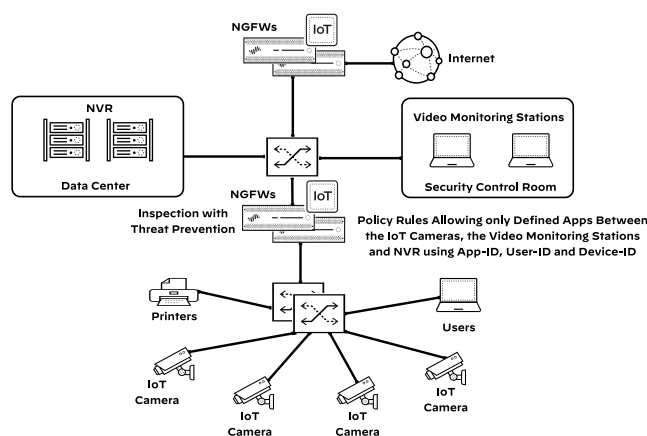 NGFWs
IoT
Internet
NVR
Data Center
Video Monitoring Stations
Security Control Room
NGFWs
IoT
Inspection with
Threat Prevention
Policy Rules Allowing only Defined Apps Between
the IoT Cameras, the Video Monitoring Stations
and NVR using App-ID, User-ID and Device-ID
Printers
Users
IoT
Camera
IoT
Camera
IoT
Camera
IoT
Camera